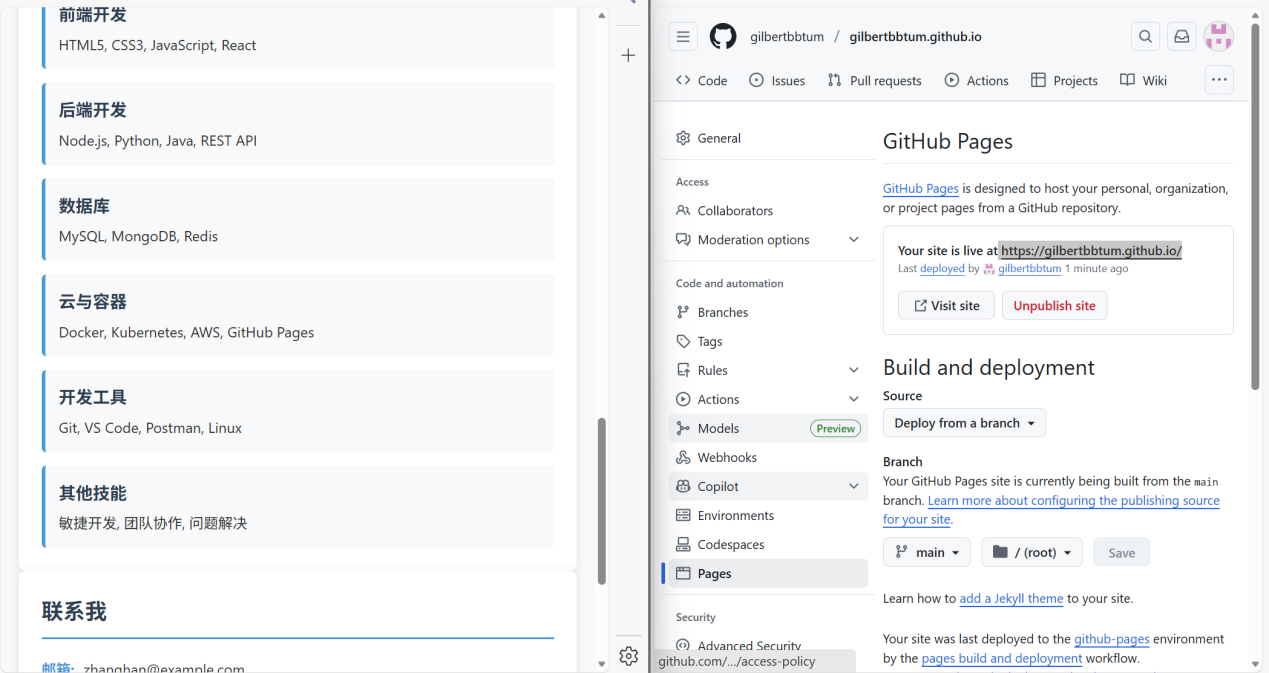 前端开发
HTML5, CSS3, JavaScript, React
后端开发
Node.js, Python, Java, REST API
数据库
MySQL, MongoDB, Redis
云与容器
Docker, Kubernetes, AWS, GitHub Pages
开发工具
Git, VS Code, Postman, Linux
其他技能
敏捷开发, 团队协作, 问题解决
联系我
邮箱: zhanghan@example.com
gilbertbbtum / gilbertbbtum.github.io
Code Issues Pull requests Actions Projects Wiki
General
Access
Collaborators
Moderation options
Code and automation
Branches
Tags
Rules
Actions
Models Preview
Webhooks
Copilot
Environments
Codespaces
Pages
Security
Advanced Security
github.com/.../access-policy
GitHub Pages
GitHub Pages is designed to host your personal, organization,
or project pages from a GitHub repository.
Your site is live at https://gilbertbbtum.github.io/
Last deployed by gilbertbbtum 1 minute ago
Visit site Unpublish site
Build and deployment
Source
Deploy from a branch
Branch
Your GitHub Pages site is currently being built from the main
branch. Learn more about configuring the publishing source
for your site.
main / (root) Save
Learn how to add a Jekyll theme to your site.
Your site was last deployed to the github-pages environment
by the pages build and deployment workflow.